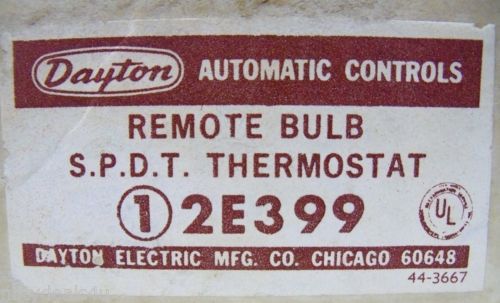 Dayton AUTOMATIC CONTROLS
REMOTE BULB
S.P.D.T. THERMOSTAT
1 2E399
UL
DAYTON ELECTRIC MFG. CO. CHICAGO 60648
44-3667